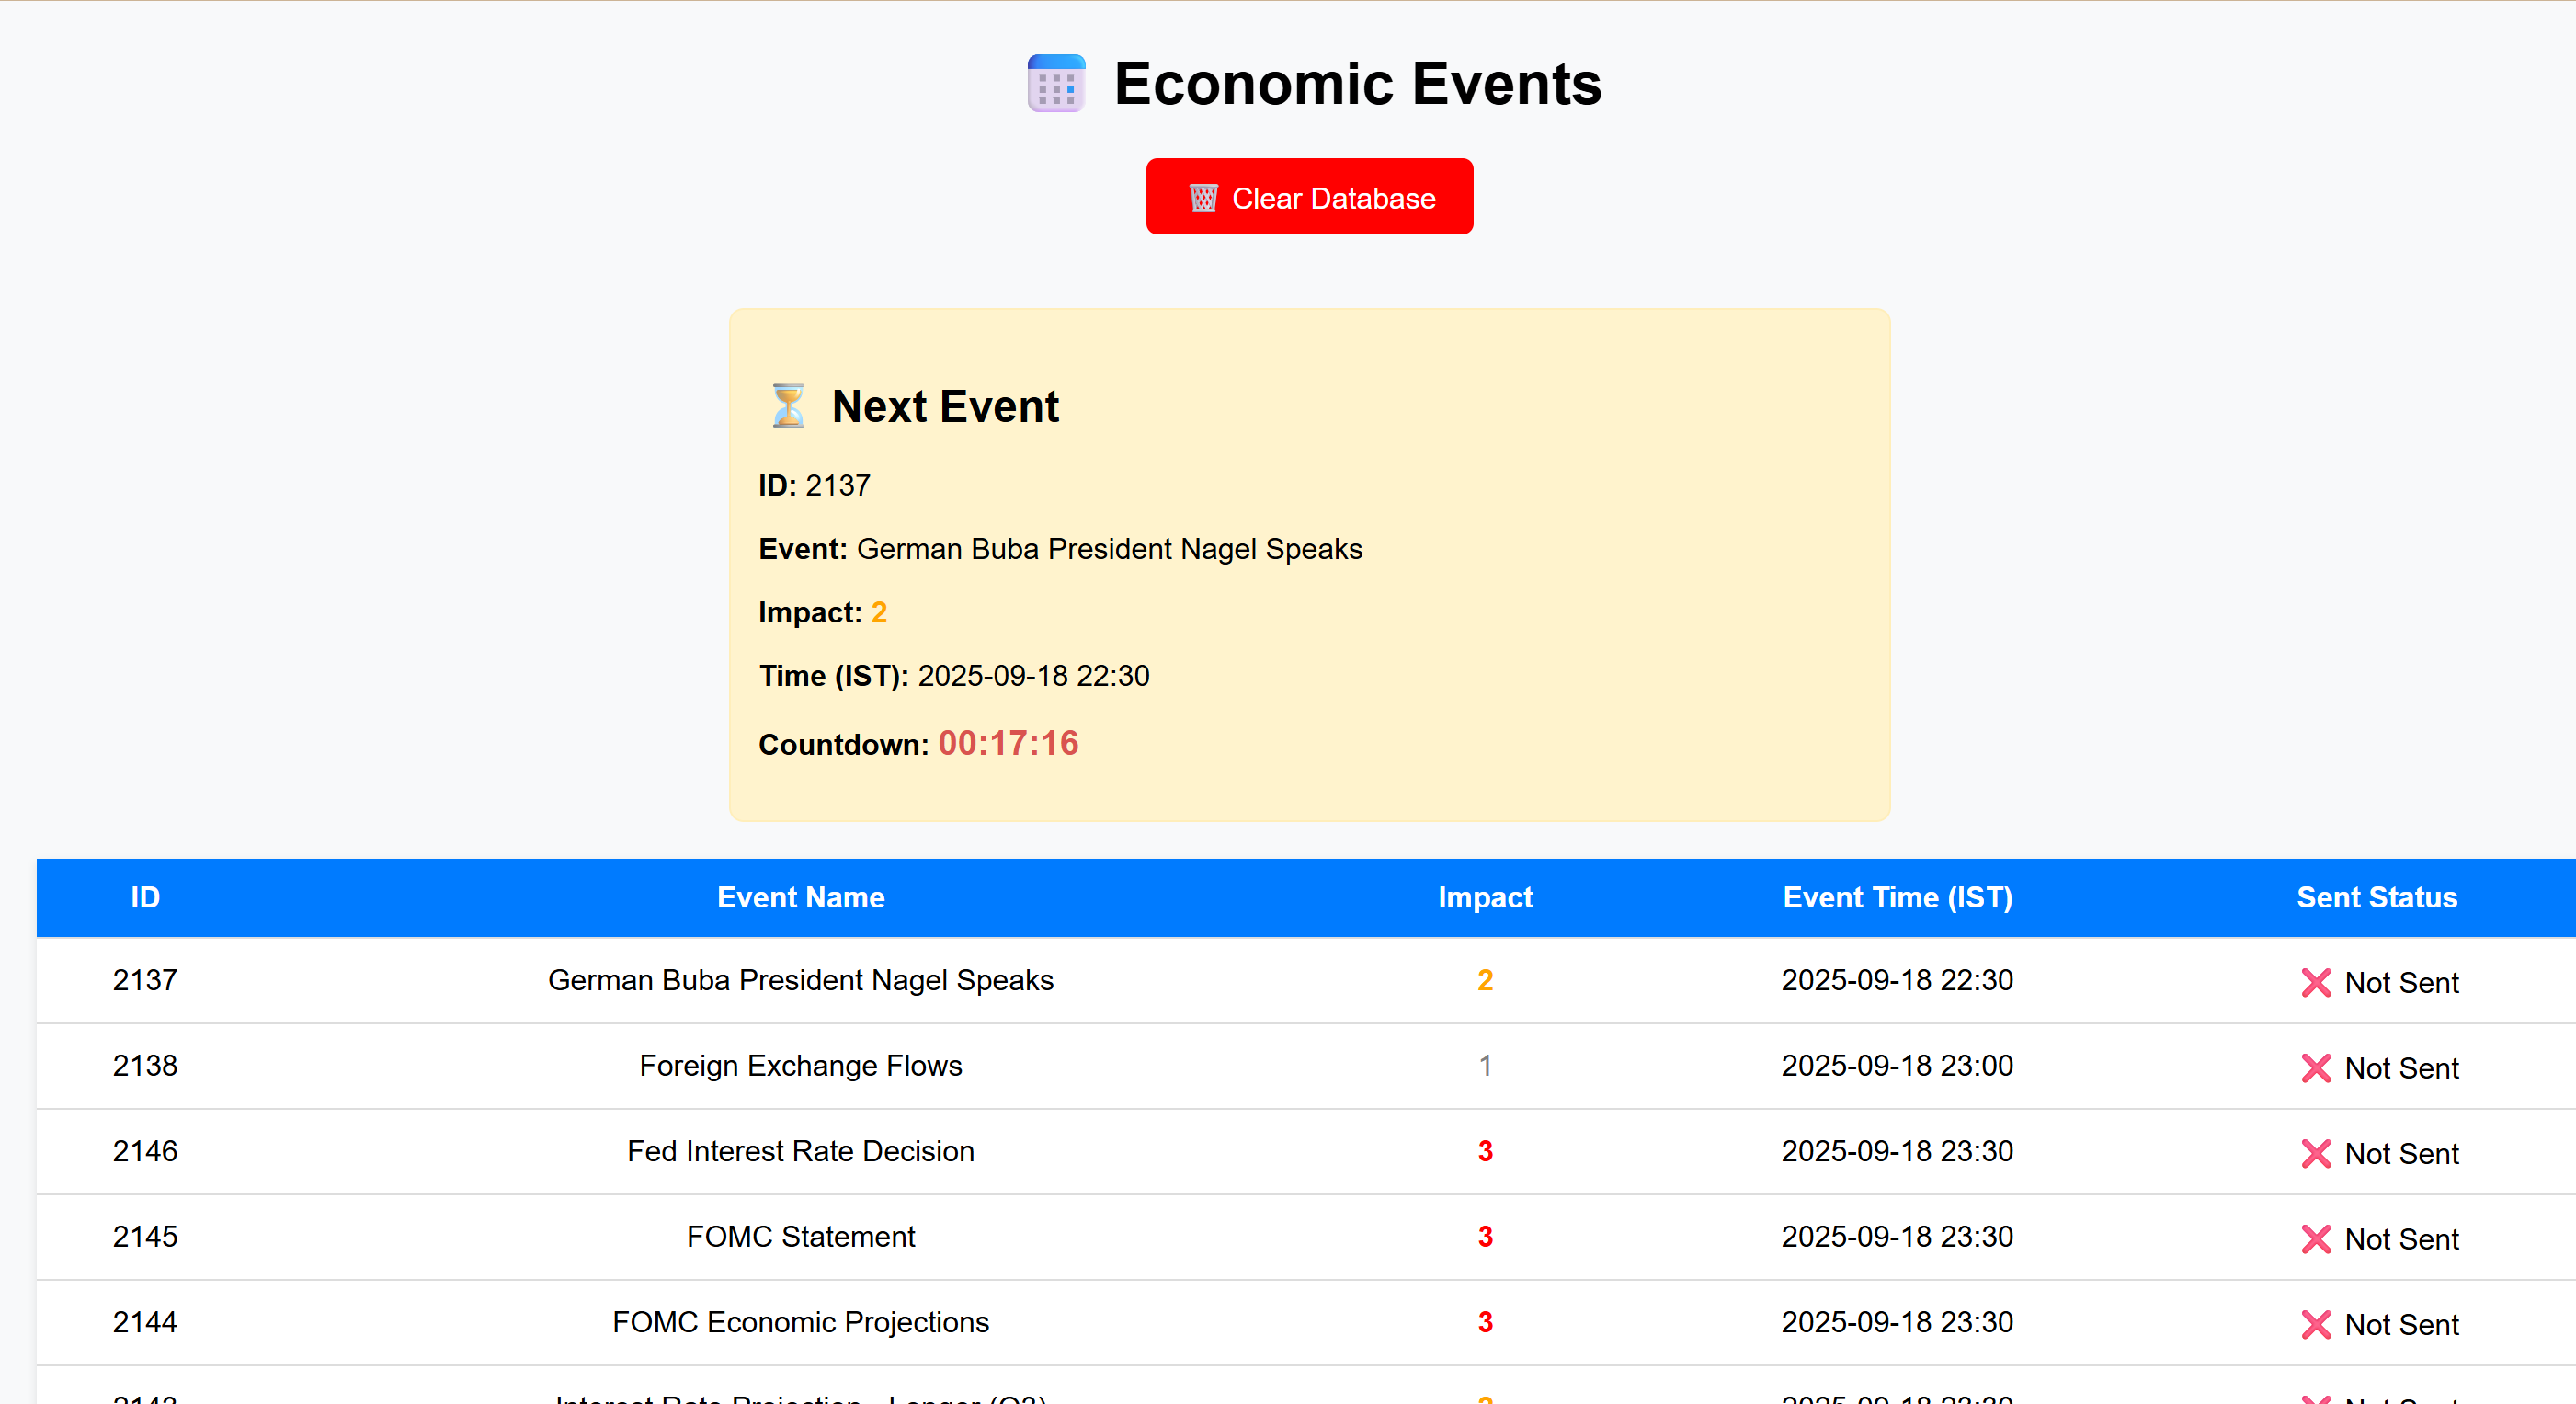 Economic Events
Clear Database
Next Event
ID: 2137
Event: German Buba President Nagel Speaks
Impact: 2
Time (IST): 2025-09-18 22:30
Countdown: 00:17:16
ID Event Name Impact Event Time (IST) Sent Status
2137 German Buba President Nagel Speaks 2 2025-09-18 22:30 Not Sent
2138 Foreign Exchange Flows 1 2025-09-18 23:00 Not Sent
2146 Fed Interest Rate Decision 3 2025-09-18 23:30 Not Sent
2145 FOMC Statement 3 2025-09-18 23:30 Not Sent
2144 FOMC Economic Projections 3 2025-09-18 23:30 Not Sent